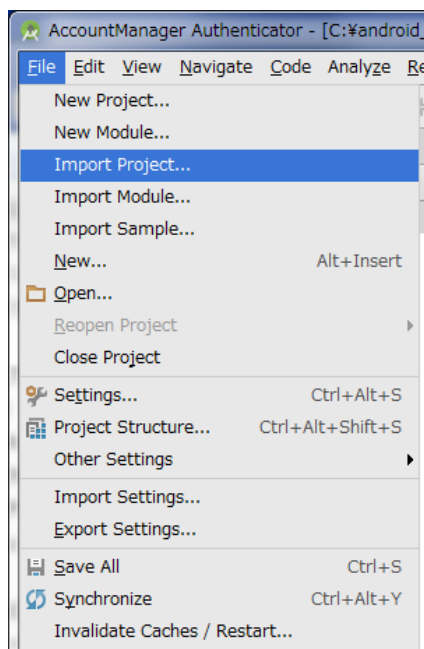 AccountManager Authenticator - [C:¥android_
File Edit View Navigate Code Analyze Re
New Project...
New Module...
Import Project...
Import Module...
Import Sample...
New... Alt+Insert
Open...
Reopen Project
Close Project
Settings... Ctrl+Alt+S
Project Structure... Ctrl+Alt+Shift+S
Other Settings
Import Settings...
Export Settings...
Save All Ctrl+S
Synchronize Ctrl+Alt+Y
Invalidate Caches / Restart...